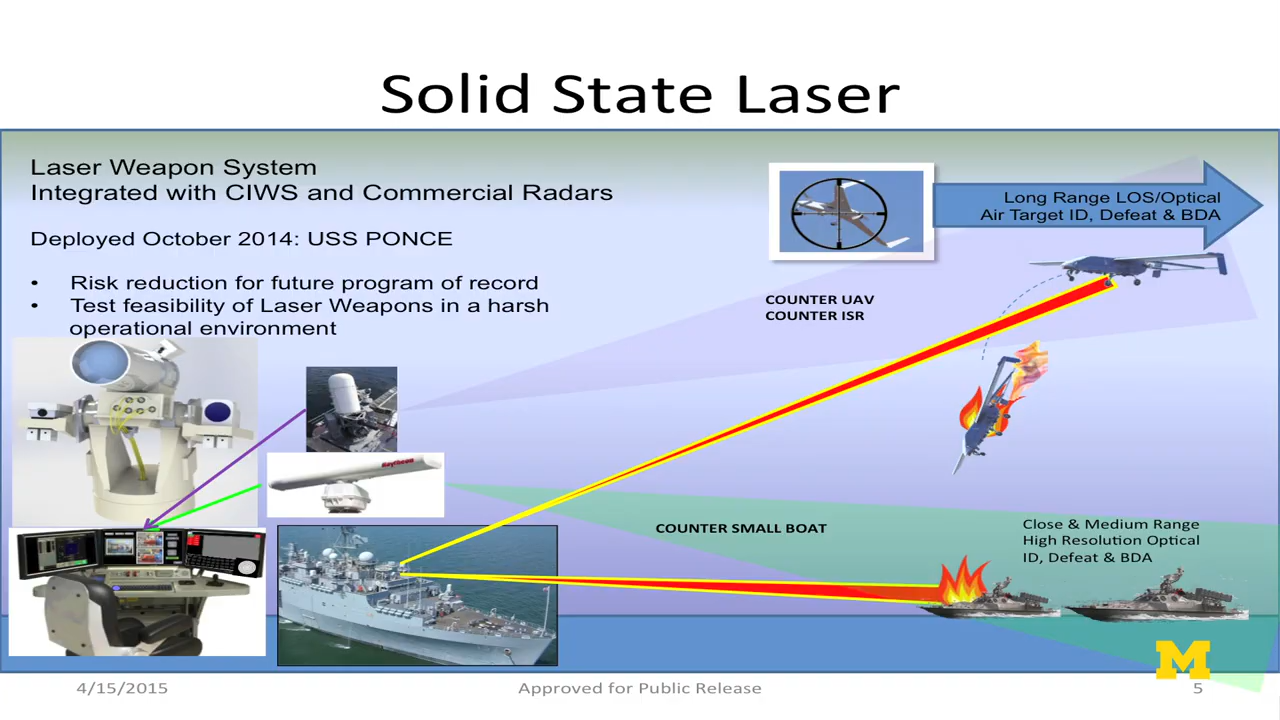 Solid State Laser
Laser Weapon System
Integrated with CIWS and Commercial Radars
Deployed October 2014: USS PONCE
• Risk reduction for future program of record
• Test feasibility of Laser Weapons in a harsh
operational environment
Long Range LOS/Optical
Air Target ID, Defeat & BDA
COUNTER UAV
COUNTER ISR
Raytheon
COUNTER SMALL BOAT
Close & Medium Range
High Resolution Optical
ID, Defeat & BDA
M
4/15/2015
Approved for Public Release
5